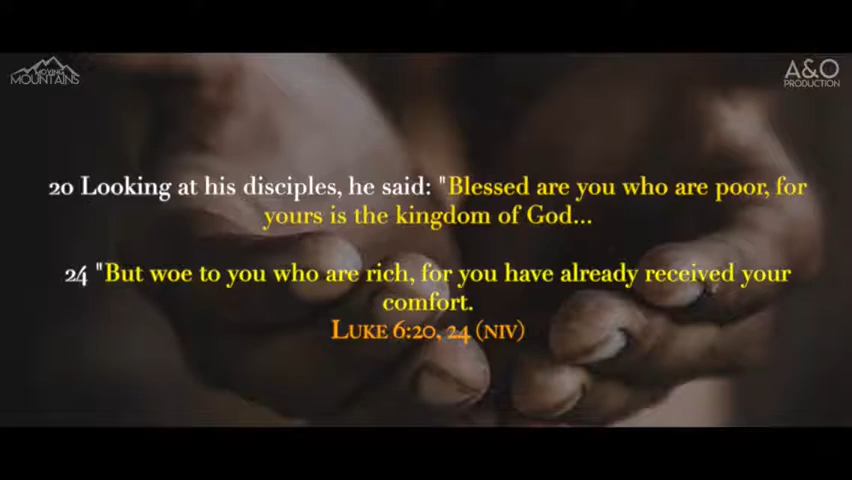 MOVING
MOUNTAINS
A&O
PRODUCTION
20 Looking at his disciples, he said: "Blessed are you who are poor, for
yours is the kingdom of God...
24 "But woe to you who are rich, for you have already received your
comfort.
Luke 6:20, 24 (NIV)